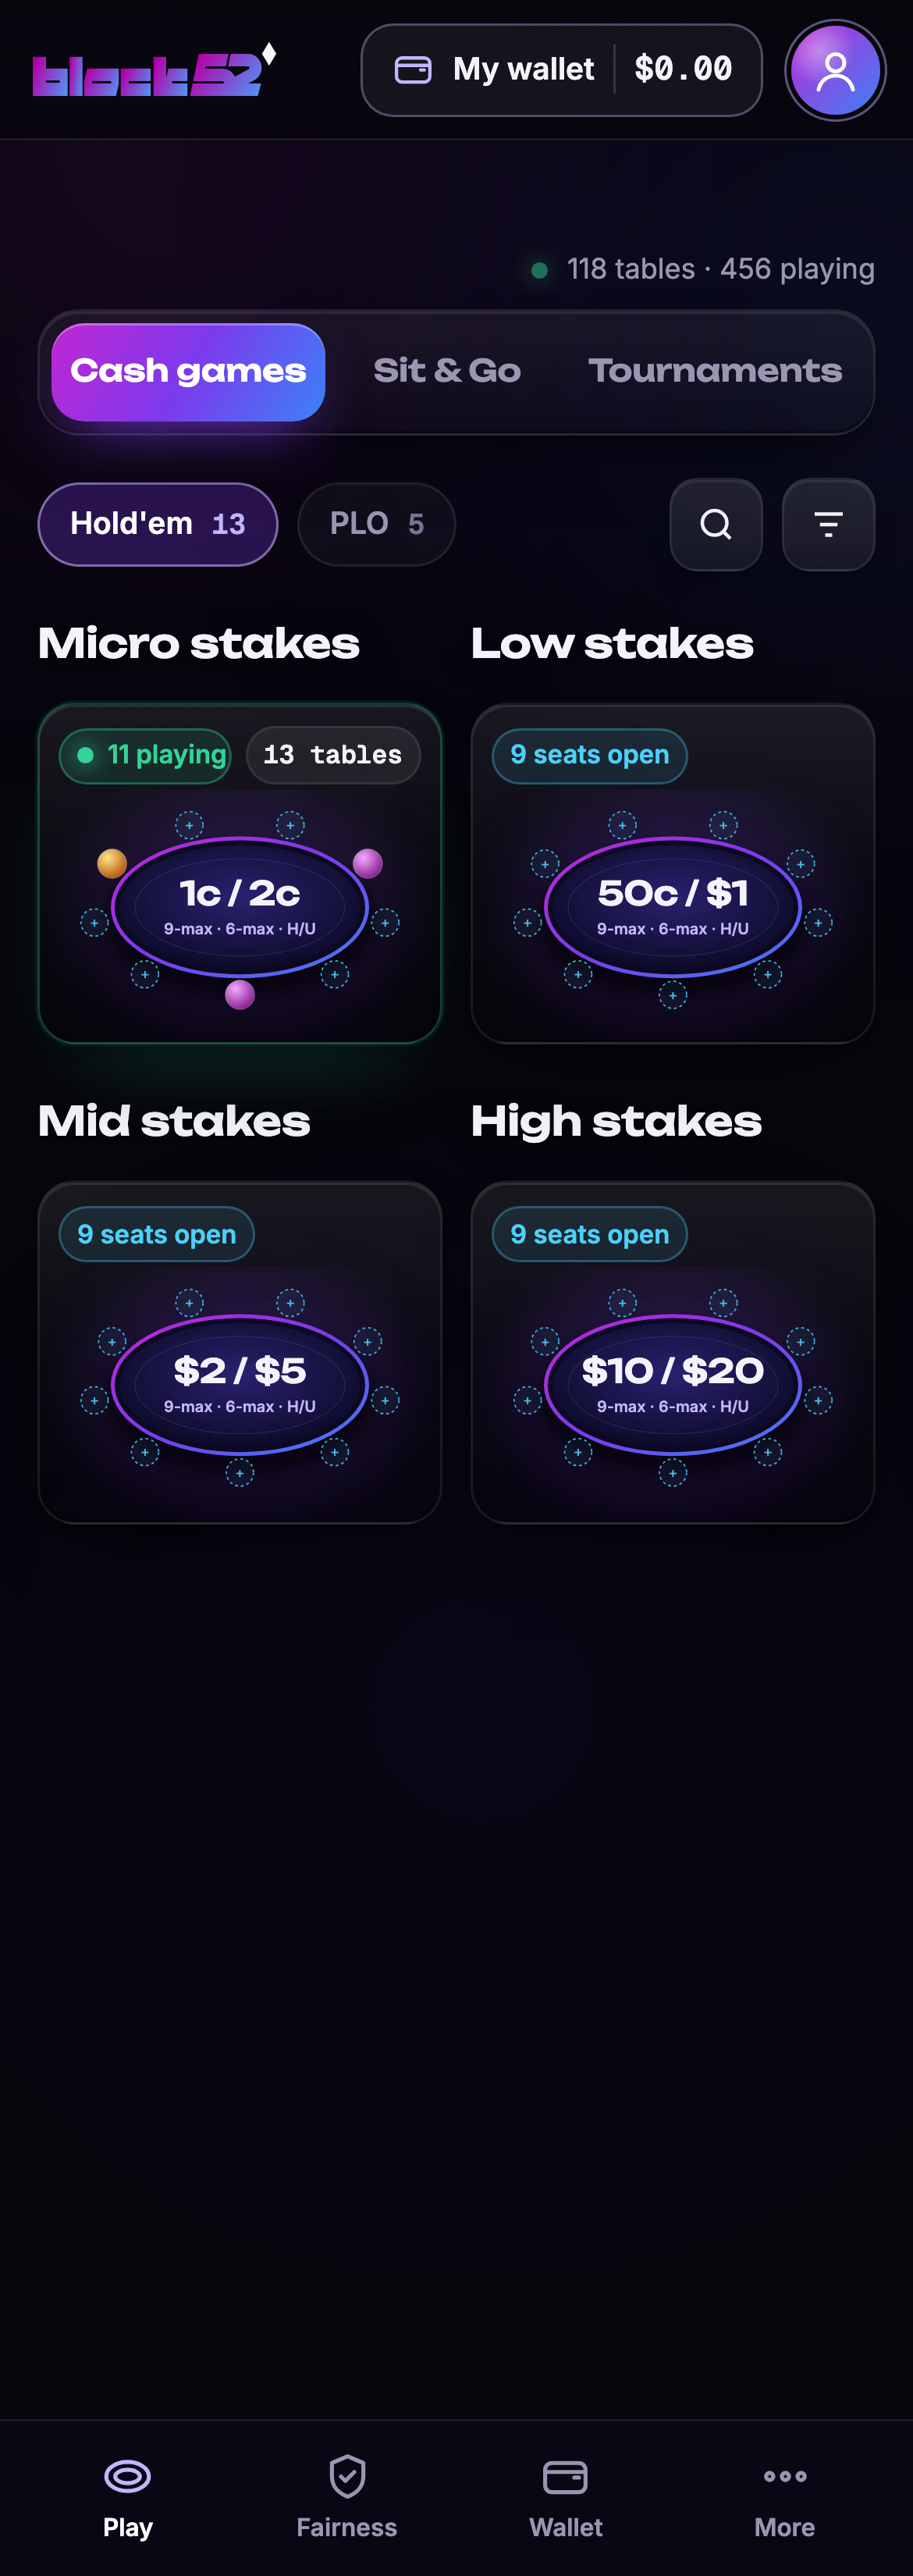 block52
My wallet $0.00
118 tables · 456 playing
Cash games Sit & Go Tournaments
Hold'em 13 PLO 5
Micro stakes
11 playing 13 tables
1c / 2c
9-max · 6-max · H/U
Low stakes
9 seats open
50c / $1
9-max · 6-max · H/U
Mid stakes
9 seats open
$2 / $5
9-max · 6-max · H/U
High stakes
9 seats open
$10 / $20
9-max · 6-max · H/U
Play Fairness Wallet More